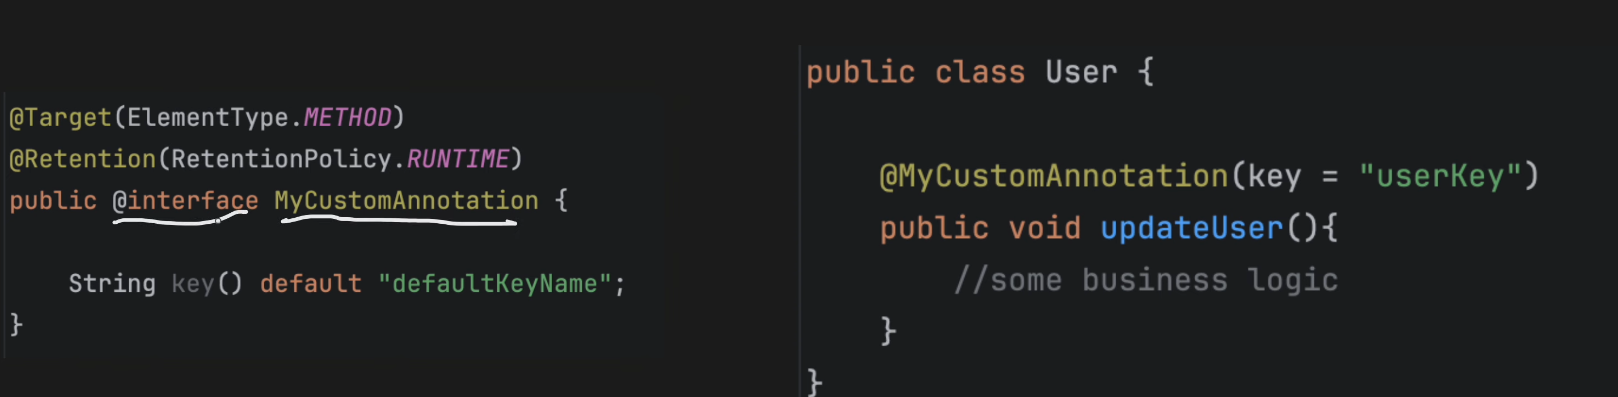 @Target(ElementType.METHOD)
@Retention(RetentionPolicy.RUNTIME)
public @interface MyCustomAnnotation {
String key() default "defaultKeyName";
}
public class User {
@MyCustomAnnotation(key = "userKey")
public void updateUser(){
//some business logic
}
}